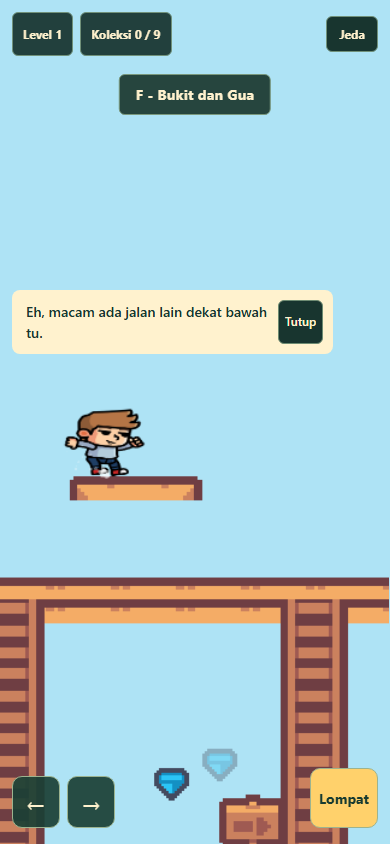 Level 1
Koleksi 0 / 9
Jeda
F - Bukit dan Gua
Eh, macam ada jalan lain dekat bawah
tu.
Tutup
←
→
Lompat